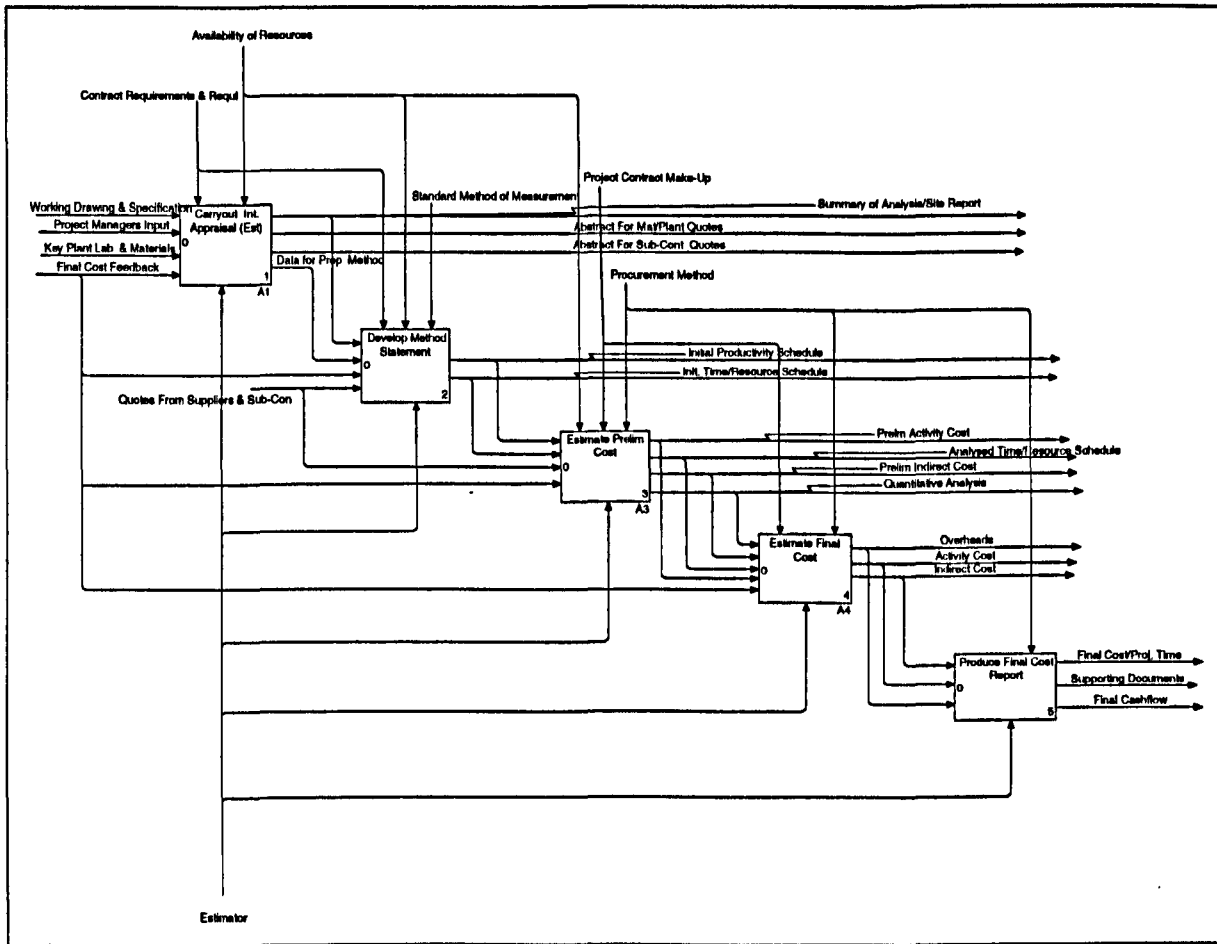 Availability of Resources
Contract Requirements & Requi
Project Contract Make-Up
Standard Method of Measuremen
Working Drawing & Specification
Carryout Int.
Appraisal (Est)
Summary of Analysis/Site Report
Project Managers Input
Abstract For Mat/Plant Quotes
0
Key Plant Lab & Materials
Abstract For Sub-Cont Quotes
Final Cost Feedback
Data for Prep Method
1
A1
Procurement Method
Develop Method
Statement
0
Initial Productivity Schedule
Init. Time/Resource Schedule
2
Quotes From Suppliers & Sub-Con
Estimate Prelim
Cost
0
3
A3
Prelm Activity Cost
Analysed Time/Resource Schedule
Prelim Indirect Cost
Quantitative Analysis
Estimate Final
Cost
0
4
A4
Overheads
Activity Cost
Indirect Cost
Produce Final Cost
Report
0
5
Final Cost/Proj. Time
Supporting Documents
Final Cashflow
Estimator